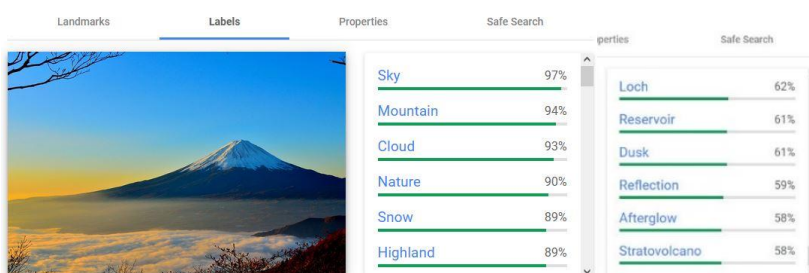 Landmarks Labels Properties Safe Search
Sky 97%
Mountain 94%
Cloud 93%
Nature 90%
Snow 89%
Highland 89%
perties Safe Search
Loch 62%
Reservoir 61%
Dusk 61%
Reflection 59%
Afterglow 58%
Stratovolcano 58%